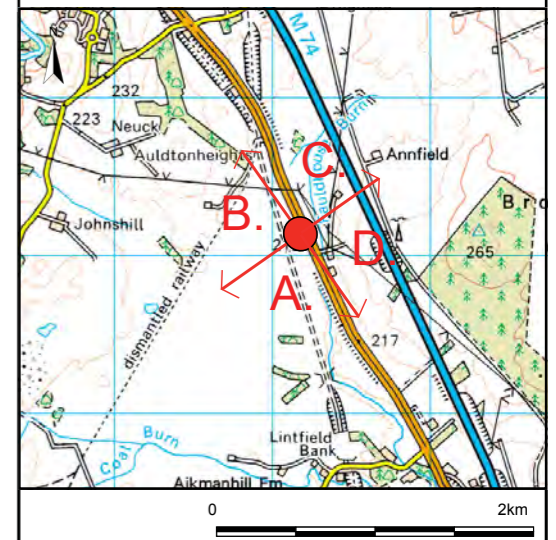 M 74
232
223
Neuck
Auldtonheights
Burn
C.
Annfield
B.
Johnshill
D.
265
A.
dismantled railway
217
Coal Burn
Lintfield
Bank
Aikmanhill Fm
0 2km